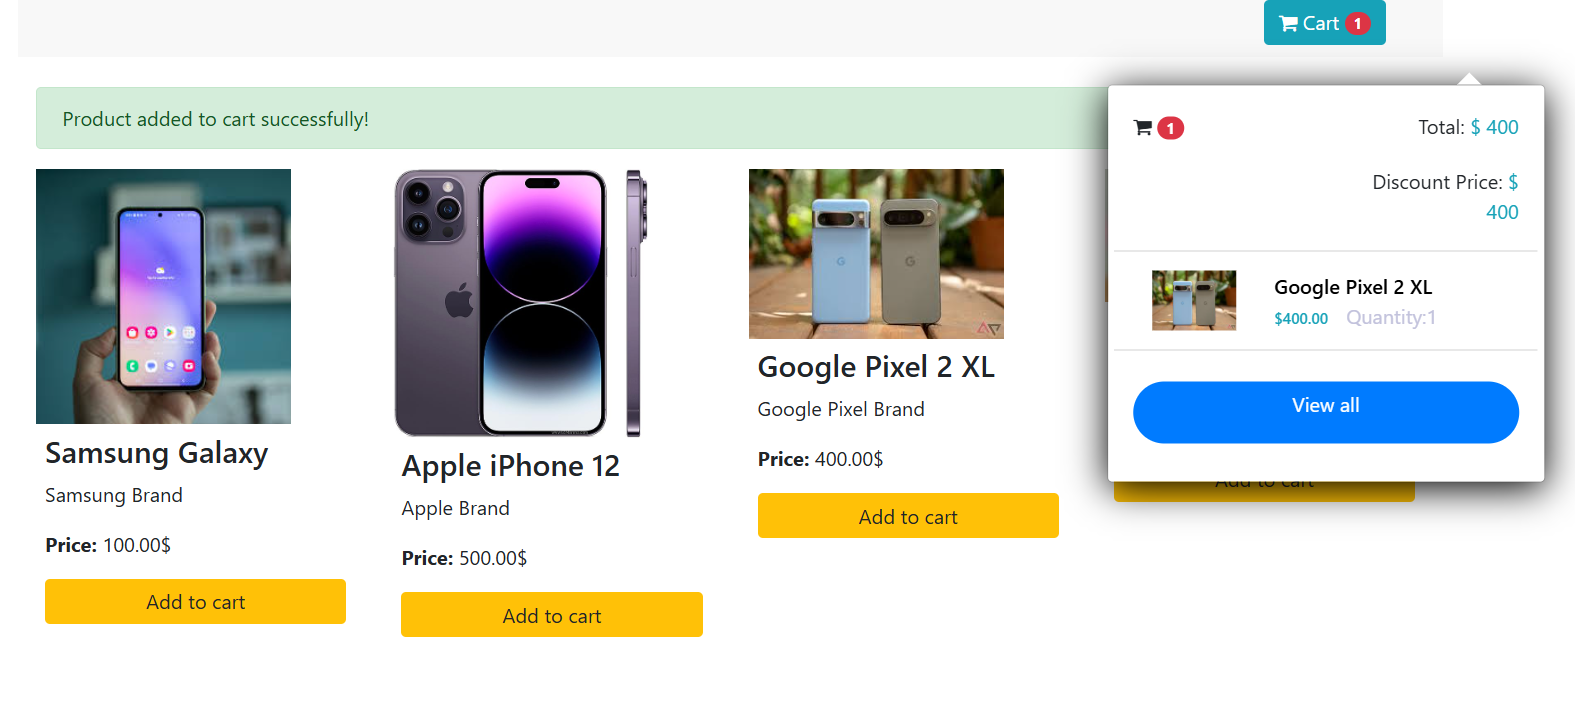 Cart 1
Product added to cart successfully!
1 Total: $ 400
Discount Price: $
400
Google Pixel 2 XL
$400.00 Quantity:1
View all
Samsung Galaxy
Samsung Brand
Price: 100.00$
Add to cart
Apple iPhone 12
Apple Brand
Price: 500.00$
Add to cart
Google Pixel 2 XL
Google Pixel Brand
Price: 400.00$
Add to cart
Add to cart